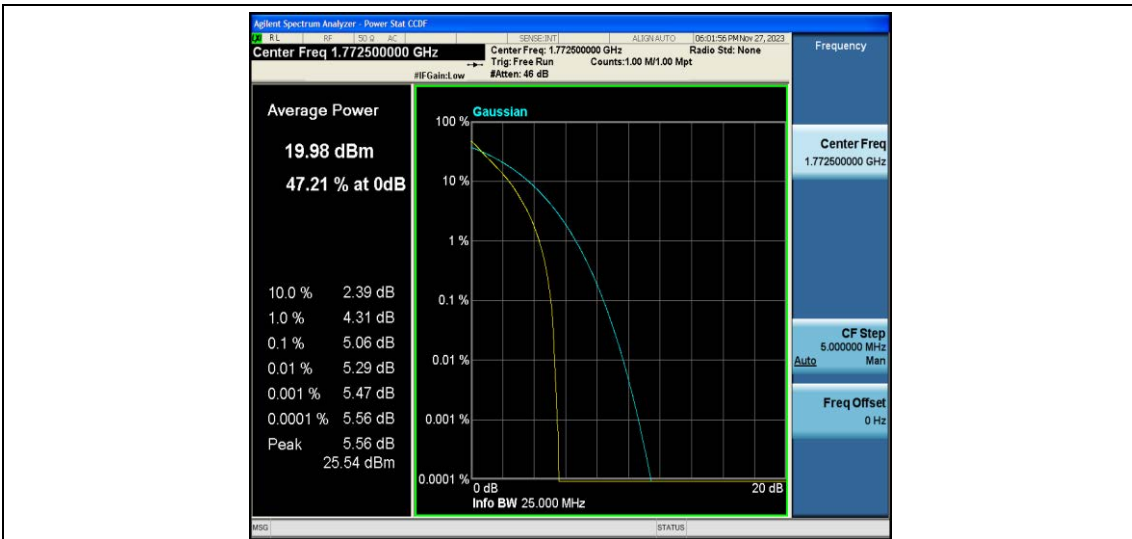 Agilent Spectrum Analyzer - Power Stat CCDF
RL RF 50 Ω AC SENSE:INT ALIGN AUTO 06:01:56 PM Nov 27, 2023
Center Freq 1.772500000 GHz
Center Freq: 1.772500000 GHz Radio Std: None
Trig: Free Run Counts:1.00 M/1.00 Mpt
#IFGain:Low #Atten: 46 dB
Average Power
19.98 dBm
47.21 % at 0dB
10.0 % 2.39 dB
1.0 % 4.31 dB
0.1 % 5.06 dB
0.01 % 5.29 dB
0.001 % 5.47 dB
0.0001 % 5.56 dB
Peak 5.56 dB
25.54 dBm
Gaussian
100 %
10 %
1 %
0.1 %
0.01 %
0.001 %
0.0001 %
0 dB 20 dB
Info BW 25.000 MHz
Frequency
Center Freq
1.772500000 GHz
CF Step
5.000000 MHz
Auto Man
Freq Offset
0 Hz
MSG STATUS